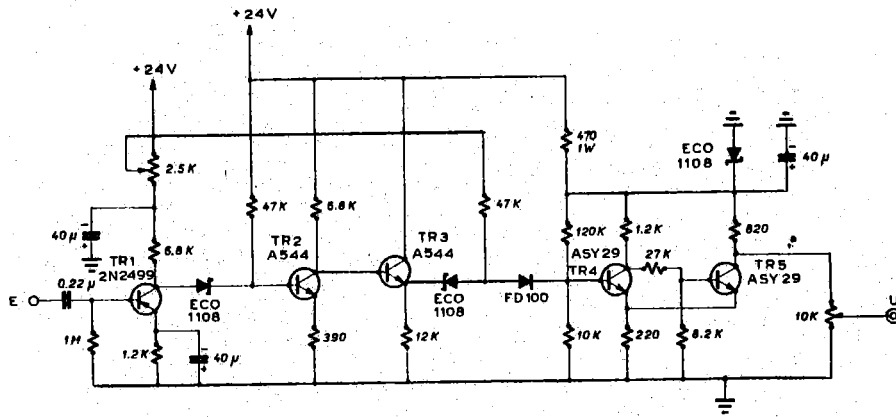 +24V
+24V
2.5K
40µ
6.8K
TR1
2N2499
0.22µ
E
1M
1.2K
40µ
ECO
1108
47K
6.8K
TR2
A544
390
TR3
A544
47K
ECO
1108
12K
FD100
470
1W
120K
1.2K
ASY29
TR4
27K
10K
220
8.2K
ECO
1108
40µ
820
TR5
ASY29
10K